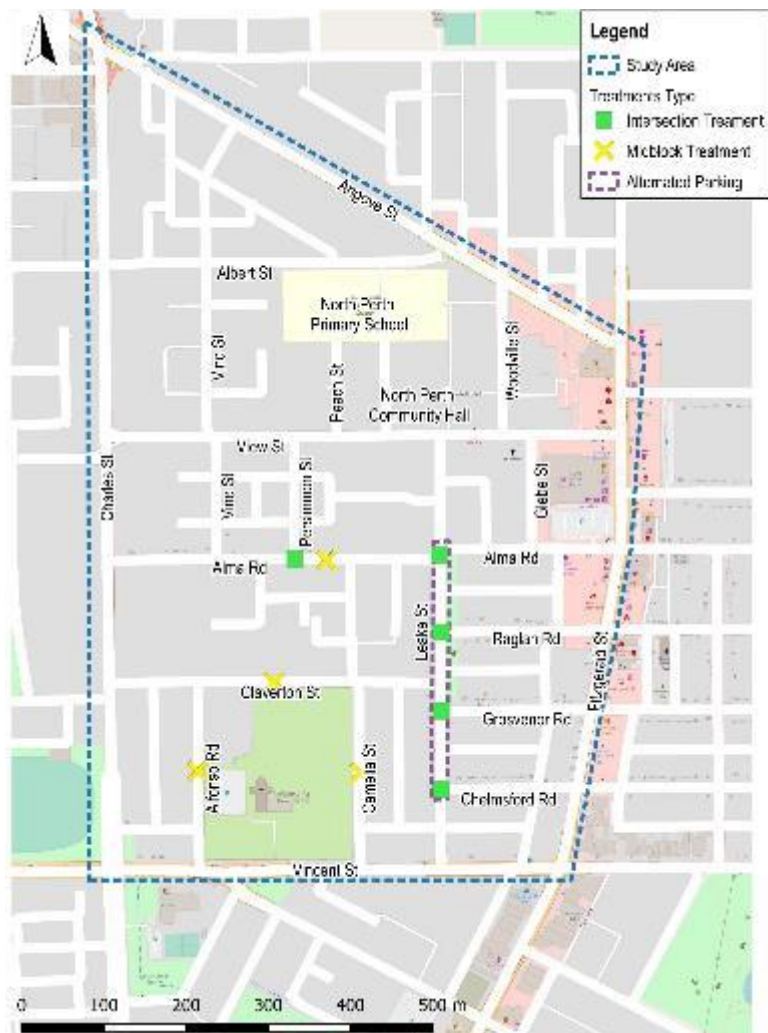 Legend
Study Area
Treatments Type
Intersection Treament
Midblock Treatment
Alternated Parking
Angove St
Albert St
North Perth
Primary School
Vine St
Peach St
Woodville St
North Perth
Community Hall
View St
Charles St
Vine St
Persimmon St
Glebe St
Alma Rd
Alma Rd
Leake St
Raglan Rd
Fitzgerald St
Claverton St
Grosvenor Rd
Alfonso Rd
Camelia St
Chelmsford Rd
Vincent St
0 100 200 300 400 500 m